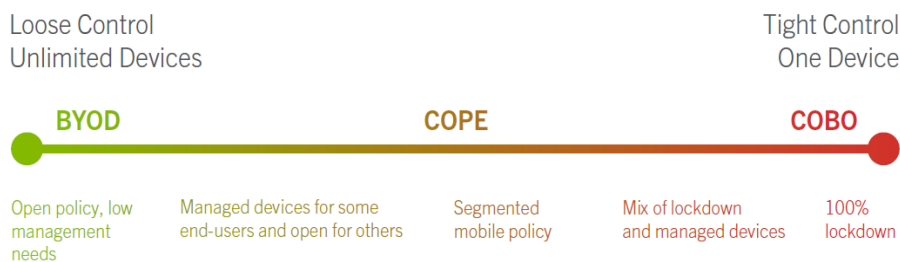 Loose Control
Unlimited Devices
Tight Control
One Device
BYOD
COPE
COBO
Open policy, low
management
needs
Managed devices for some
end-users and open for others
Segmented
mobile policy
Mix of lockdown
and managed devices
100%
lockdown